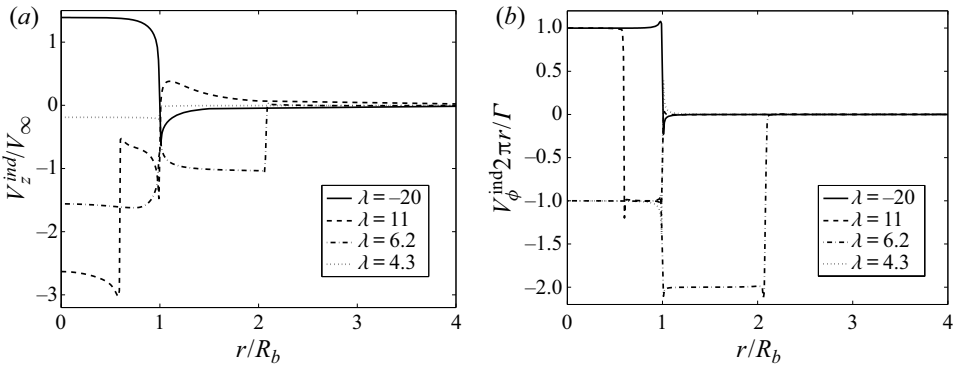 (a)
1
0
–1
–2
–3
0
1
2
3
4
V_z^{ind}/V_∞
r/R_b
λ = –20
λ = 11
λ = 6.2
λ = 4.3
(b)
1.0
0.5
0
–0.5
–1.0
–1.5
–2.0
0
1
2
3
4
V_ϕ^{ind}2πr/Γ
r/R_b
λ = –20
λ = 11
λ = 6.2
λ = 4.3